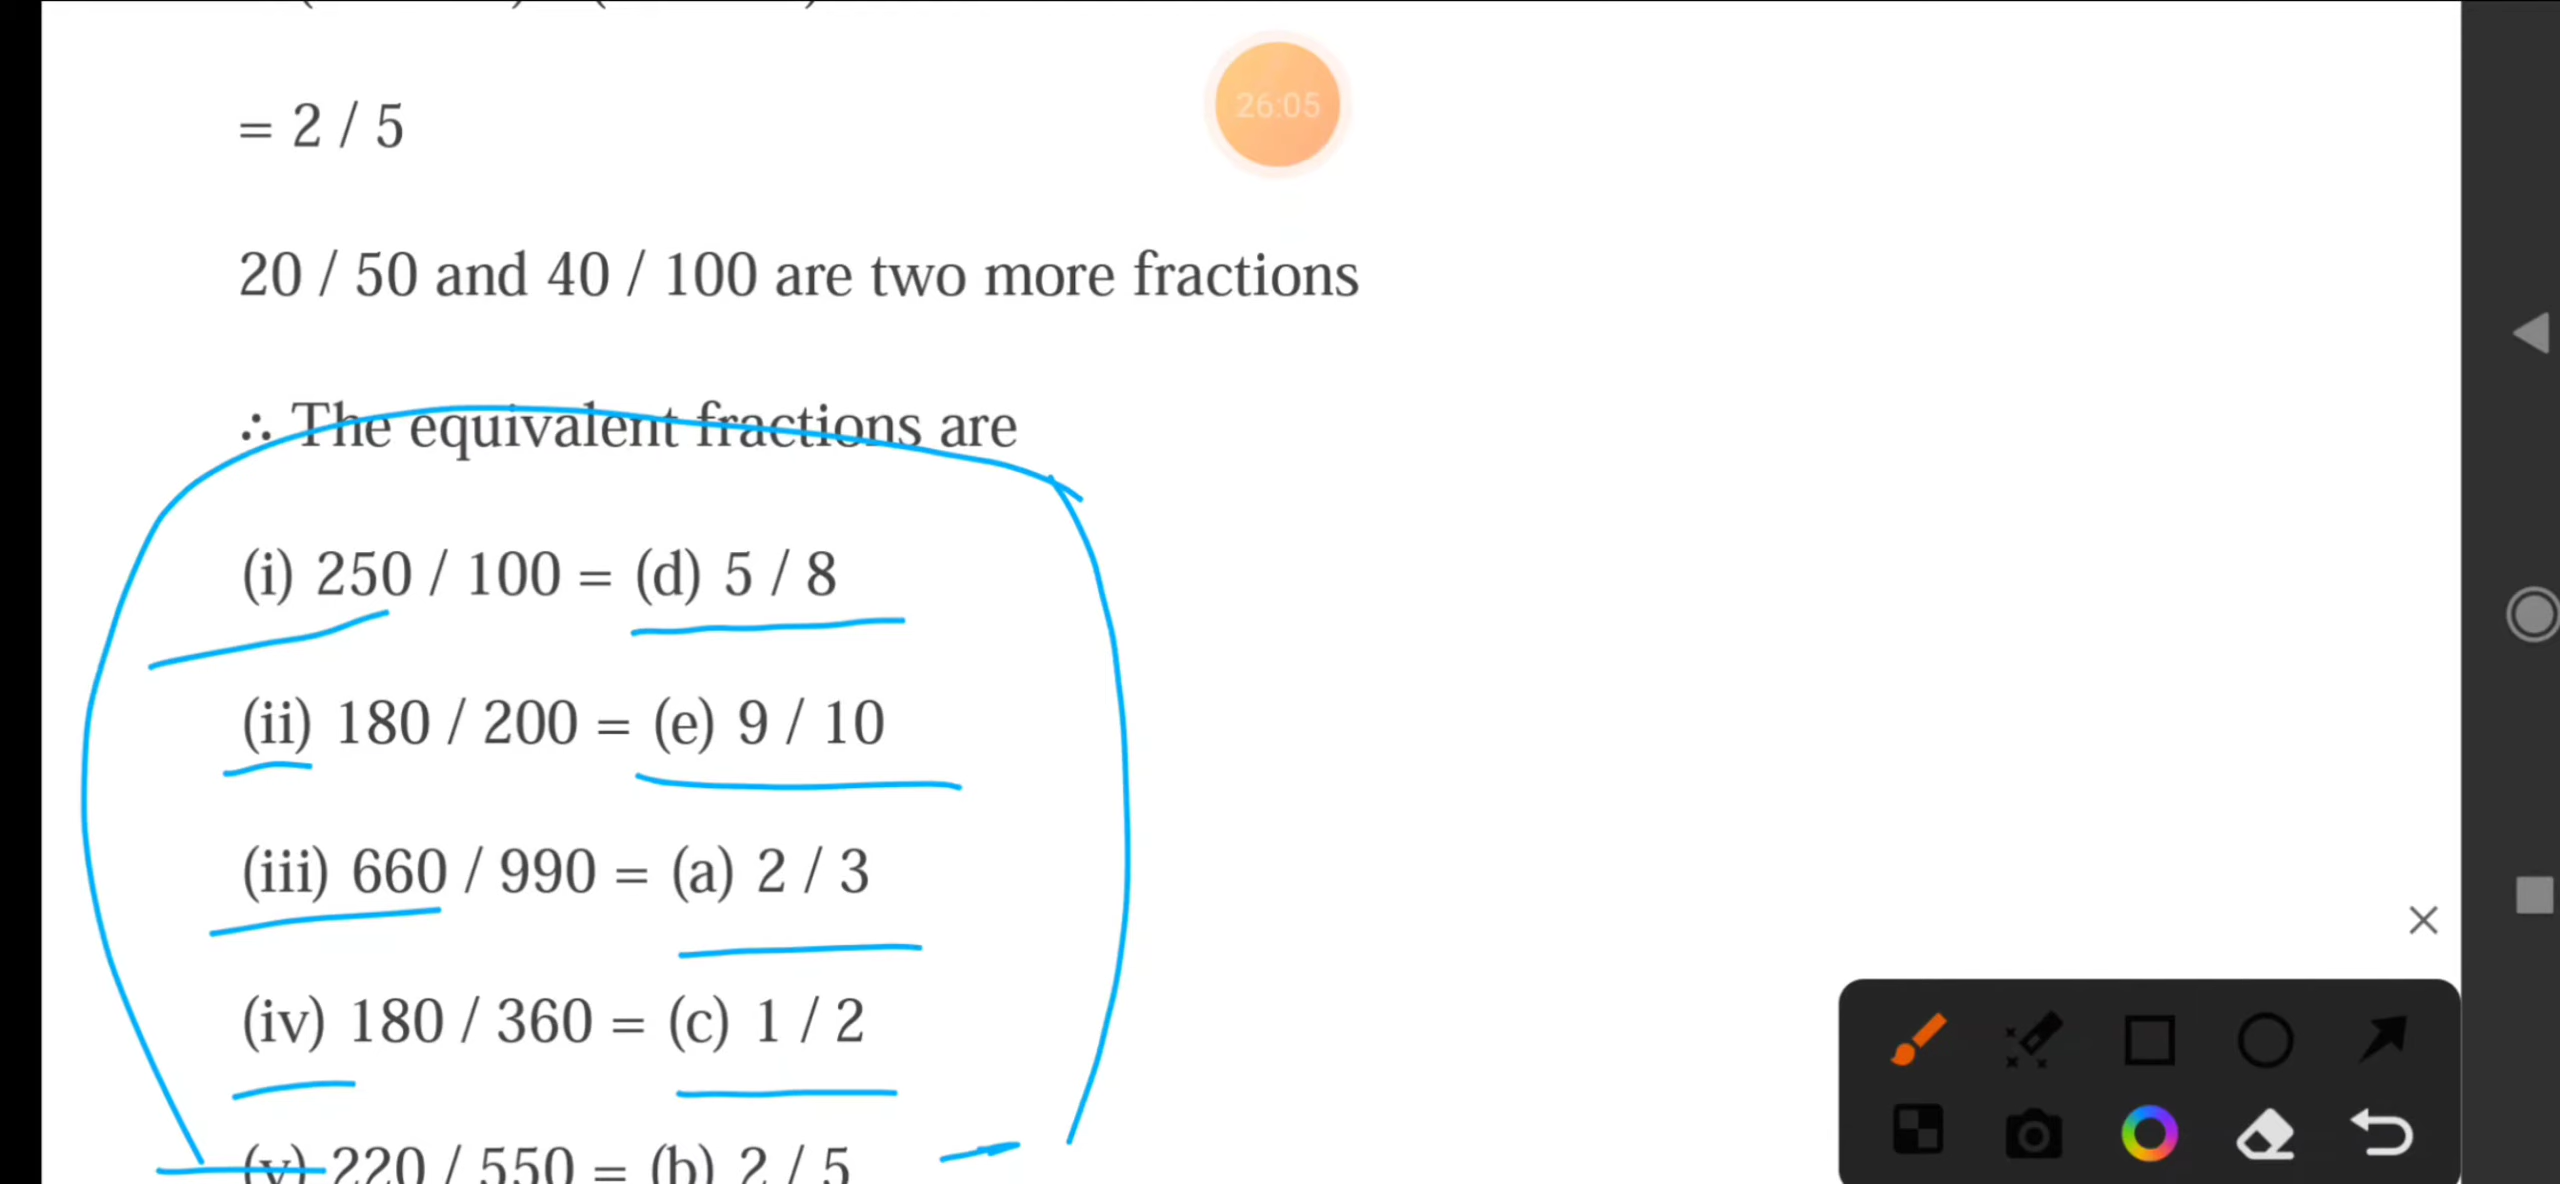 = 2 / 5
26:05
20 / 50 and 40 / 100 are two more fractions
∴ The equivalent fractions are
(i) 250 / 100 = (d) 5 / 8
(ii) 180 / 200 = (e) 9 / 10
(iii) 660 / 990 = (a) 2 / 3
(iv) 180 / 360 = (c) 1 / 2
(v) 220 / 550 = (b) 2 / 5